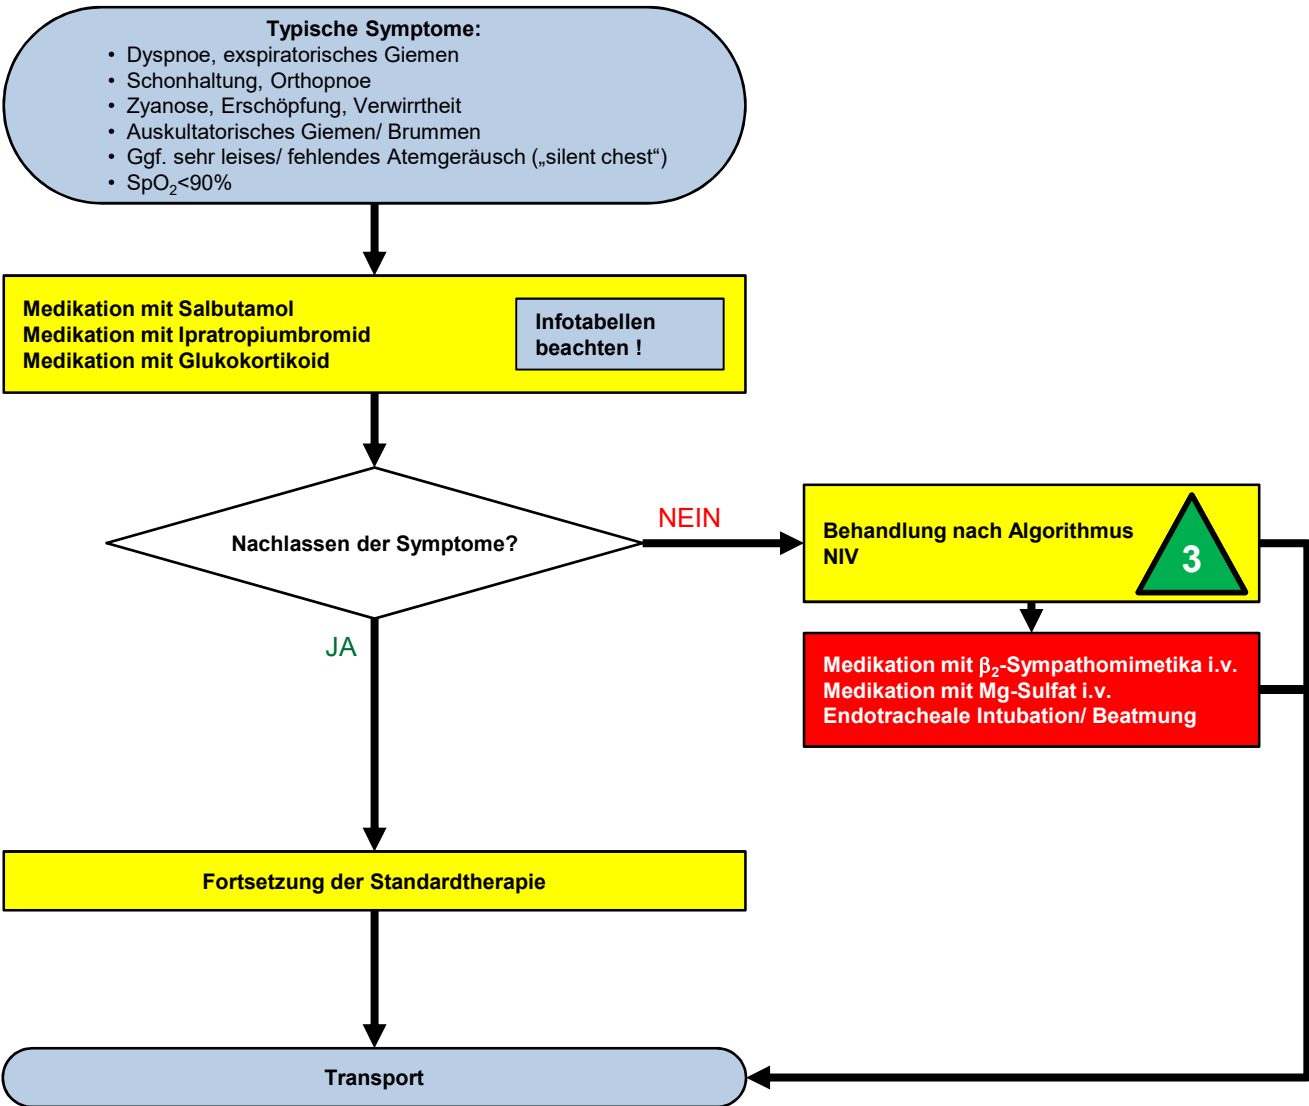 Typische Symptome:
• Dyspnoe, exspiratorisches Giemen
• Schonhaltung, Orthopnoe
• Zyanose, Erschöpfung, Verwirrtheit
• Auskultatorisches Giemen/ Brummen
• Ggf. sehr leises/ fehlendes Atemgeräusch („silent chest“)
• SpO₂<90%
Medikation mit Salbutamol
Medikation mit Ipratropiumbromid
Medikation mit Glukokortikoid
Infotabellen
beachten !
Nachlassen der Symptome?
NEIN
Behandlung nach Algorithmus
NIV
3
JA
Medikation mit β₂-Sympathomimetika i.v.
Medikation mit Mg-Sulfat i.v.
Endotracheale Intubation/ Beatmung
Fortsetzung der Standardtherapie
Transport